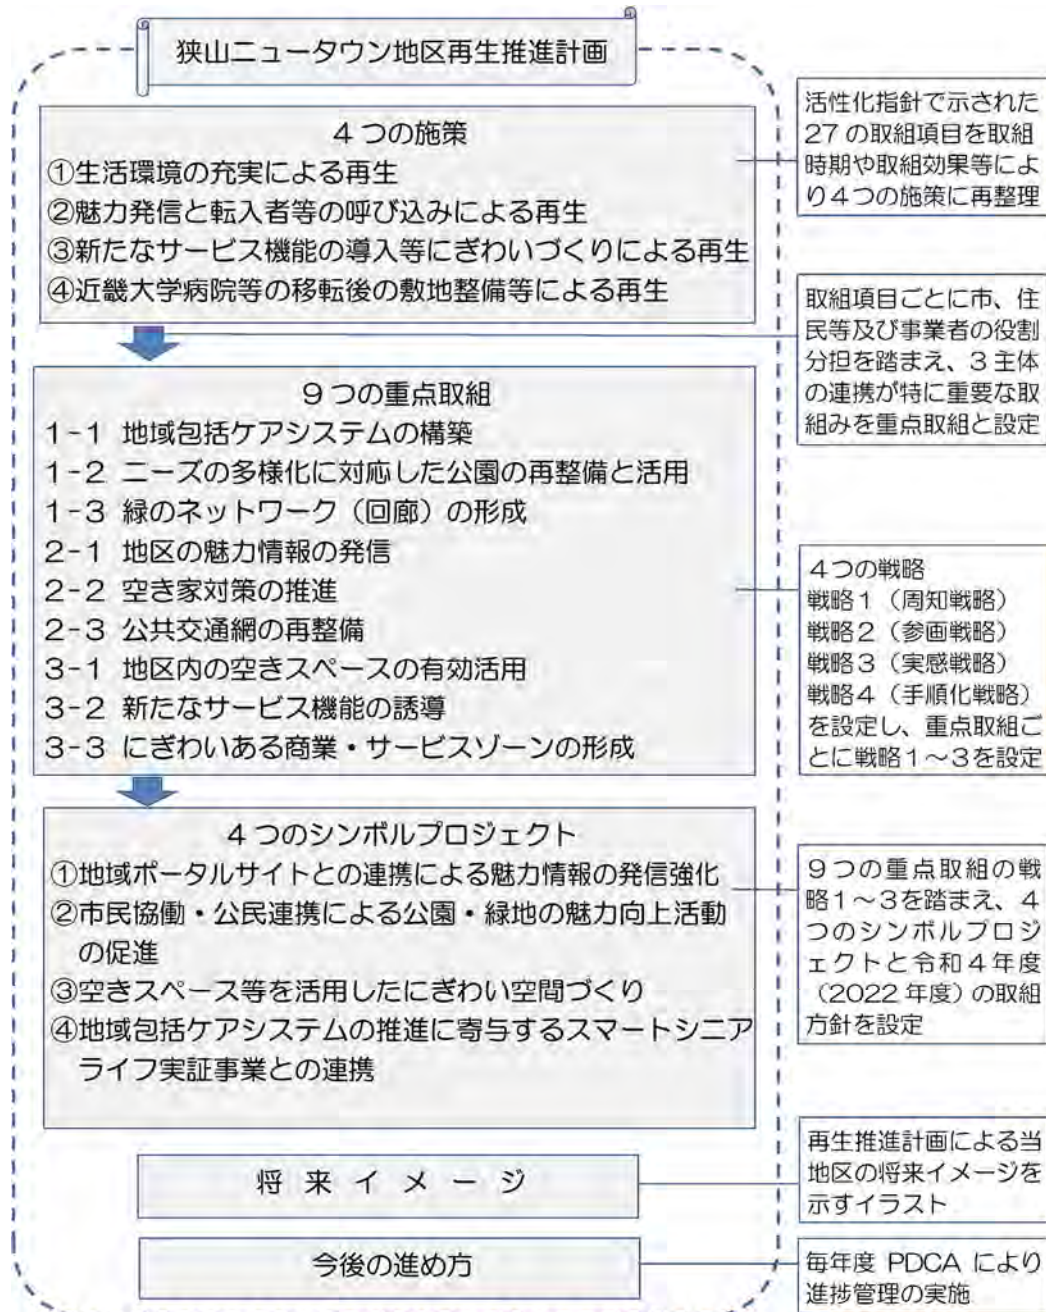 狭山ニュータウン地区再生推進計画
4つの施策
①生活環境の充実による再生
②魅力発信と転入者等の呼び込みによる再生
③新たなサービス機能の導入等にぎわいづくりによる再生
④近畿大学病院等の移転後の敷地整備等による再生
活性化指針で示された
27の取組項目を取組
時期や取組効果等によ
り4つの施策に再整理
取組項目ごとに市、住
民等及び事業者の役割
分担を踏まえ、3主体
の連携が特に重要な取
組みを重点取組と設定
9つの重点取組
1-1 地域包括ケアシステムの構築
1-2 ニーズの多様化に対応した公園の再整備と活用
1-3 緑のネットワーク（回廊）の形成
2-1 地区の魅力情報の発信
2-2 空き家対策の推進
2-3 公共交通網の再整備
3-1 地区内の空きスペースの有効活用
3-2 新たなサービス機能の誘導
3-3 にぎわいある商業・サービスゾーンの形成
4つの戦略
戦略1（周知戦略）
戦略2（参画戦略）
戦略3（実感戦略）
戦略4（手順化戦略）
を設定し、重点取組ご
とに戦略1～3を設定
4つのシンボルプロジェクト
①地域ポータルサイトとの連携による魅力情報の発信強化
②市民協働・公民連携による公園・緑地の魅力向上活動
の促進
③空きスペース等を活用したにぎわい空間づくり
④地域包括ケアシステムの推進に寄与するスマートシニア
ライフ実証事業との連携
9つの重点取組の戦
略1～3を踏まえ、4
つのシンボルプロジ
ェクトと令和4年度
（2022年度）の取組
方針を設定
将来イメージ
再生推進計画による当
地区の将来イメージを
示すイラスト
今後の進め方
毎年度 PDCA により
進捗管理の実施